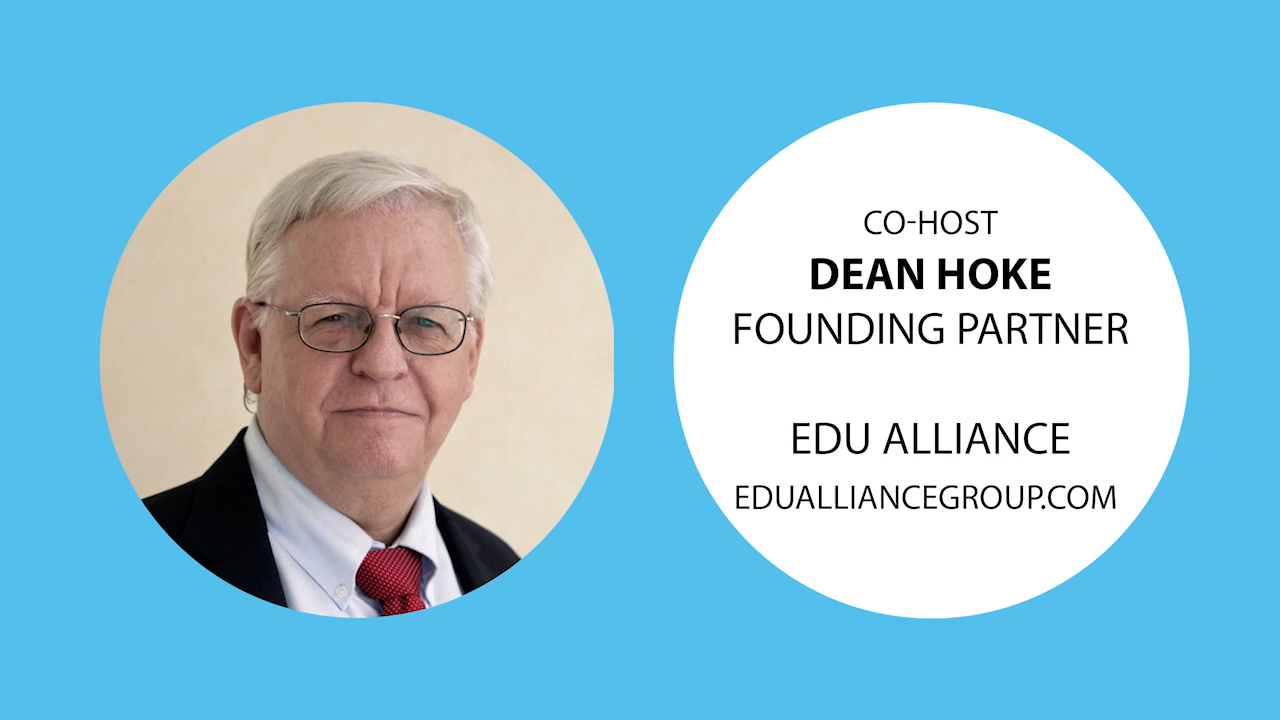 CO-HOST
DEAN HOKE
FOUNDING PARTNER
EDU ALLIANCE
EDUALLIANCEGROUP.COM